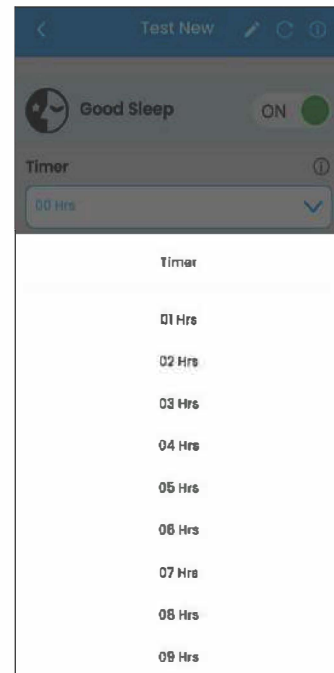 Test New
Good Sleep ON
Timer
00 Hrs
Timer
01 Hrs
02 Hrs
03 Hrs
04 Hrs
05 Hrs
06 Hrs
07 Hrs
08 Hrs
09 Hrs